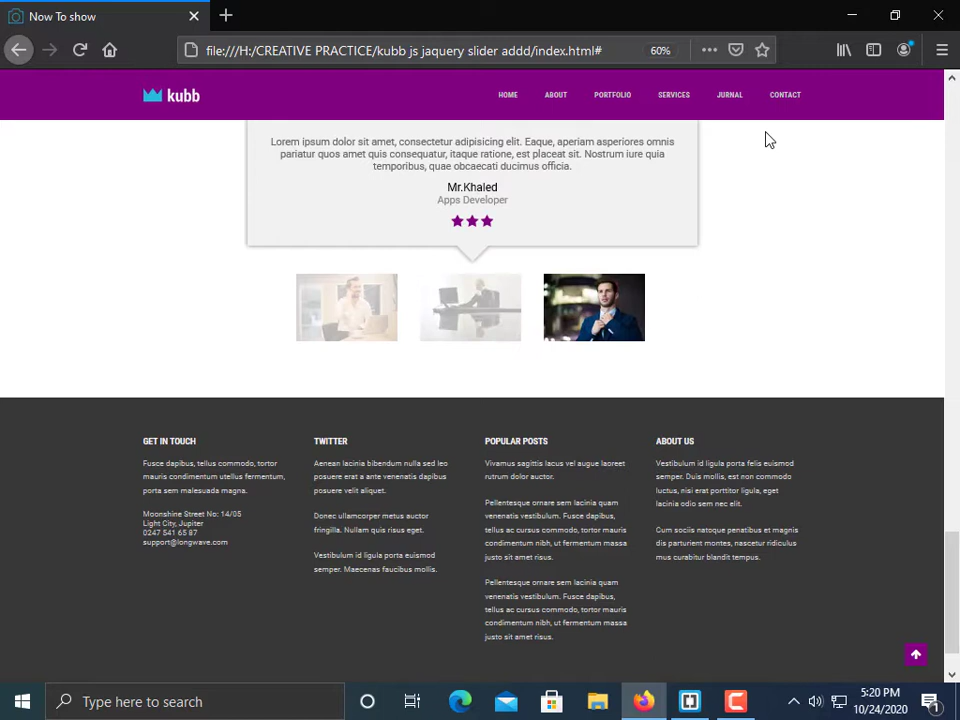 Now To show
file:///H:/CREATIVE PRACTICE/kubb js jaquery slider addd/index.html#
60%
kubb
HOME
ABOUT
PORTFOLIO
SERVICES
JURNAL
CONTACT
Lorem ipsum dolor sit amet, consectetur adipisicing elit. Eaque, aperiam asperiores omnis
pariatur quos amet quis consequatur, itaque ratione, est placeat sit. Nostrum iure quia
temporibus, quae obcaecati ducimus officia.
Mr.Khaled
Apps Developer
GET IN TOUCH
Fusce dapibus, tellus commodo, tortor
mauris condimentum utellus fermentum,
porta sem malesuada magna.
Moonshine Street No: 14/05
Light City, Jupiter
0247 541 65 87
support@longwave.com
TWITTER
Aenean lacinia bibendum nulla sed leo
posuere erat a ante venenatis dapibus
posuere velit aliquet.
Donec ullamcorper metus auctor
fringilla. Nullam quis risus eget.
Vestibulum id ligula porta euismod
semper. Maecenas faucibus mollis.
POPULAR POSTS
Vivamus sagittis lacus vel augue laoreet
rutrum dolor auctor.
Pellentesque ornare sem lacinia quam
venenatis vestibulum. Fusce dapibus,
tellus ac cursus commodo, tortor mauris
condimentum nibh, ut fermentum massa
justo sit amet risus.
Pellentesque ornare sem lacinia quam
venenatis vestibulum. Fusce dapibus,
tellus ac cursus commodo, tortor mauris
condimentum nibh, ut fermentum massa
justo sit amet risus.
ABOUT US
Vestibulum id ligula porta felis euismod
semper. Duis mollis, est non commodo
luctus, nisi erat porttitor ligula, eget
lacinia odio sem nec elit.
Cum sociis natoque penatibus et magnis
dis parturient montes, nascetur ridiculus
mus curabitur blandit tempus.
Type here to search
5:20 PM
10/24/2020
1